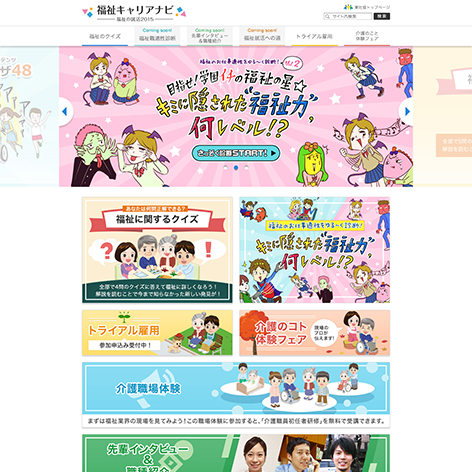 福祉キャリアナビ
福祉の就活2015
東社協トップページ
サイト内検索
検索
福祉のクイズ
Coming soon!
福祉職適性診断
Coming soon!
先輩インタビュー
&職種紹介
Coming soon!
福祉就活への道
トライアル雇用
介護のこと
体験フェア
ザ48
福祉のお仕事適性をゆる〜く診断!
Vol.2
目指せ!学園イチの福祉の星☆
キミに隠された"福祉力"
何レベル!?
さっそく診断START!
あなたは何問正解できる?
福祉に関するクイズ
全部で4問のクイズに答えて福祉に詳しくなろう!
解説を読むことで今まで知らなかった新しい発見が!
福祉のお仕事適性をゆる〜く診断!
キミに隠された"福祉力"
何レベル!?
トライアル雇用
参加申込み受付中!
介護のコト
体験フェア
現場の
プロが
伝えます!
介護職場体験
まずは福祉業界の現場を見てみよう!この職場体験に参加すると、「介護職員初任者研修」を無料で受講できます。
先輩インタビュー
&
職種紹介